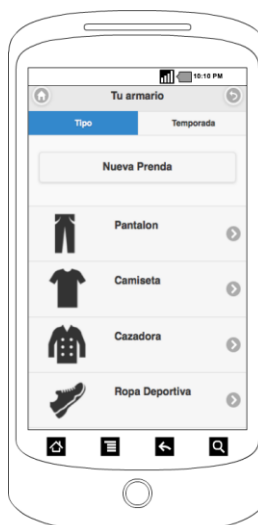 10:10 PM
Tu armario
Tipo Temporada
Nueva Prenda
Pantalon
Camiseta
Cazadora
Ropa Deportiva